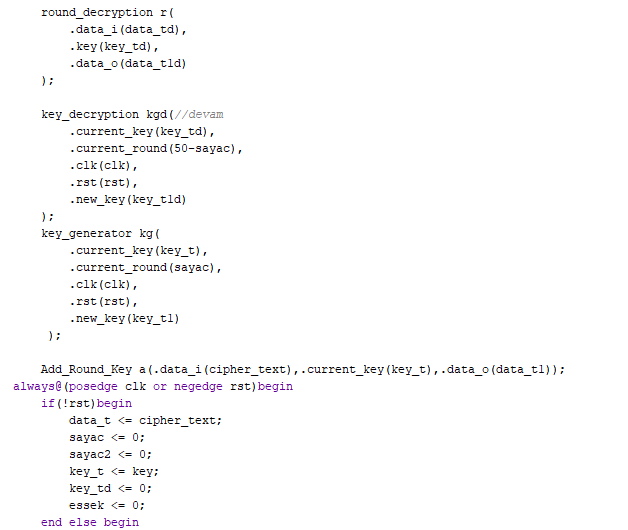 round_decryption r(
.data_i(data_td),
.key(key_td),
.data_o(data_t1d)
);
key_decryption kgd(//devam
.current_key(key_td),
.current_round(50-sayac),
.clk(clk),
.rst(rst),
.new_key(key_t1d)
);
key_generator kg(
.current_key(key_t),
.current_round(sayac),
.clk(clk),
.rst(rst),
.new_key(key_t1)
);
Add_Round_Key a(.data_i(cipher_text),.current_key(key_t),.data_o(data_t1));
always@(posedge clk or negedge rst)begin
if(!rst)begin
data_t <= cipher_text;
sayac <= 0;
sayac2 <= 0;
key_t <= key;
key_td <= 0;
essek <= 0;
end else begin